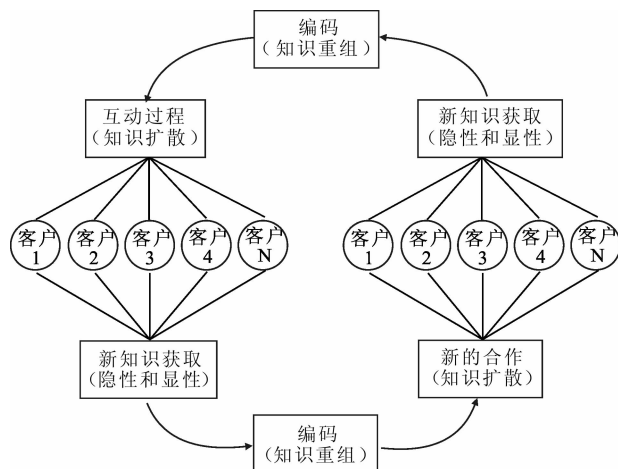 编码
(知识重组)
互动过程
(知识扩散)
新知识获取
(隐性和显性)
客户
1
客户
2
客户
3
客户
4
客户
N
客户
1
客户
2
客户
3
客户
4
客户
N
新知识获取
(隐性和显性)
新的合作
(知识扩散)
编码
(知识重组)